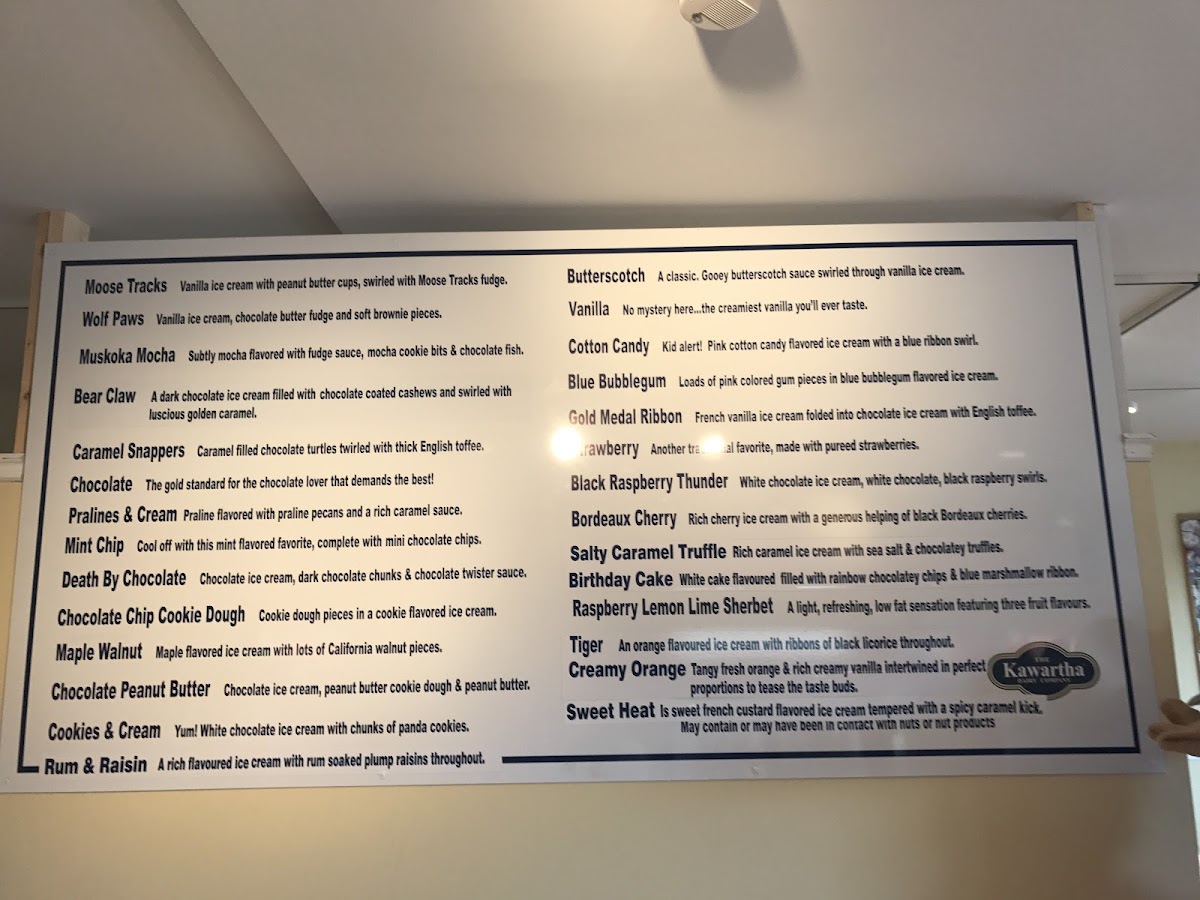 Moose Tracks Vanilla ice cream with peanut butter cups, swirled with Moose Tracks fudge.
Wolf Paws Vanilla ice cream, chocolate butter fudge and soft brownie pieces.
Muskoka Mocha Subtly mocha flavored with fudge sauce, mocha cookie bits & chocolate fish.
Bear Claw A dark chocolate ice cream filled with chocolate coated cashews and swirled with
luscious golden caramel.
Caramel Snappers Caramel filled chocolate turtles twirled with thick English toffee.
Chocolate The gold standard for the chocolate lover that demands the best!
Pralines & Cream Praline flavored with praline pecans and a rich caramel sauce.
Mint Chip Cool off with this mint flavored favorite, complete with mini chocolate chips.
Death By Chocolate Chocolate ice cream, dark chocolate chunks & chocolate twister sauce.
Chocolate Chip Cookie Dough Cookie dough pieces in a cookie flavored ice cream.
Maple Walnut Maple flavored ice cream with lots of California walnut pieces.
Chocolate Peanut Butter Chocolate ice cream, peanut butter cookie dough & peanut butter.
Cookies & Cream Yum! White chocolate ice cream with chunks of panda cookies.
Rum & Raisin A rich flavoured ice cream with rum soaked plump raisins throughout.
Butterscotch A classic. Gooey butterscotch sauce swirled through vanilla ice cream.
Vanilla No mystery here...the creamiest vanilla you'll ever taste.
Cotton Candy Kid alert! Pink cotton candy flavored ice cream with a blue ribbon swirl.
Blue Bubblegum Loads of pink colored gum pieces in blue bubblegum flavored ice cream.
Gold Medal Ribbon French vanilla ice cream folded into chocolate ice cream with English toffee.
Strawberry Another favorite, made with pureed strawberries.
Black Raspberry Thunder White chocolate ice cream, white chocolate, black raspberry swirls.
Bordeaux Cherry Rich cherry ice cream with a generous helping of black Bordeaux cherries.
Salty Caramel Truffle Rich caramel ice cream with sea salt & chocolatey truffles.
Birthday Cake White cake flavoured filled with rainbow chocolatey chips & blue marshmallow ribbon.
Raspberry Lemon Lime Sherbet A light, refreshing, low fat sensation featuring three fruit flavours.
Tiger An orange flavoured ice cream with ribbons of black licorice throughout.
Creamy Orange Tangy fresh orange & rich creamy vanilla intertwined in perfect
proportions to tease the taste buds.
Sweet Heat Is sweet french custard flavored ice cream tempered with a spicy caramel kick.
May contain or may have been in contact with nuts or nut products
THE
Kawartha
DAIRY COMPANY